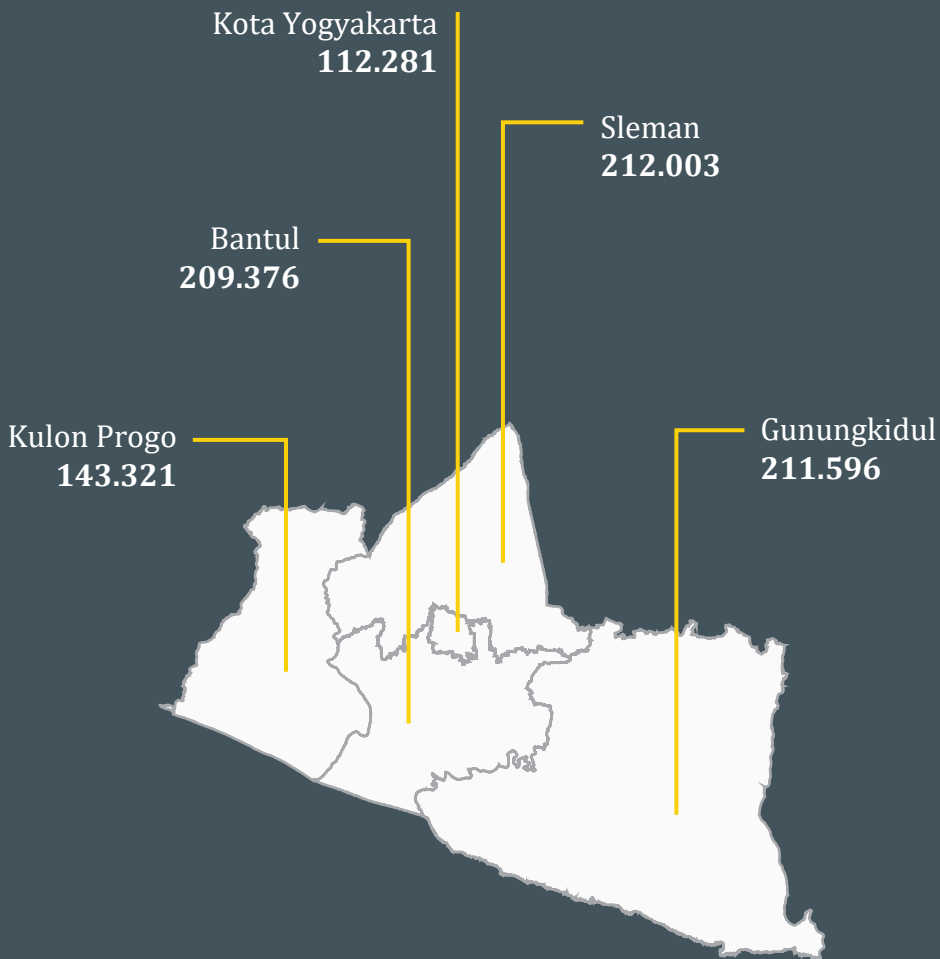 Kota Yogyakarta
112.281
Sleman
212.003
Bantul
209.376
Kulon Progo
143.321
Gunungkidul
211.596